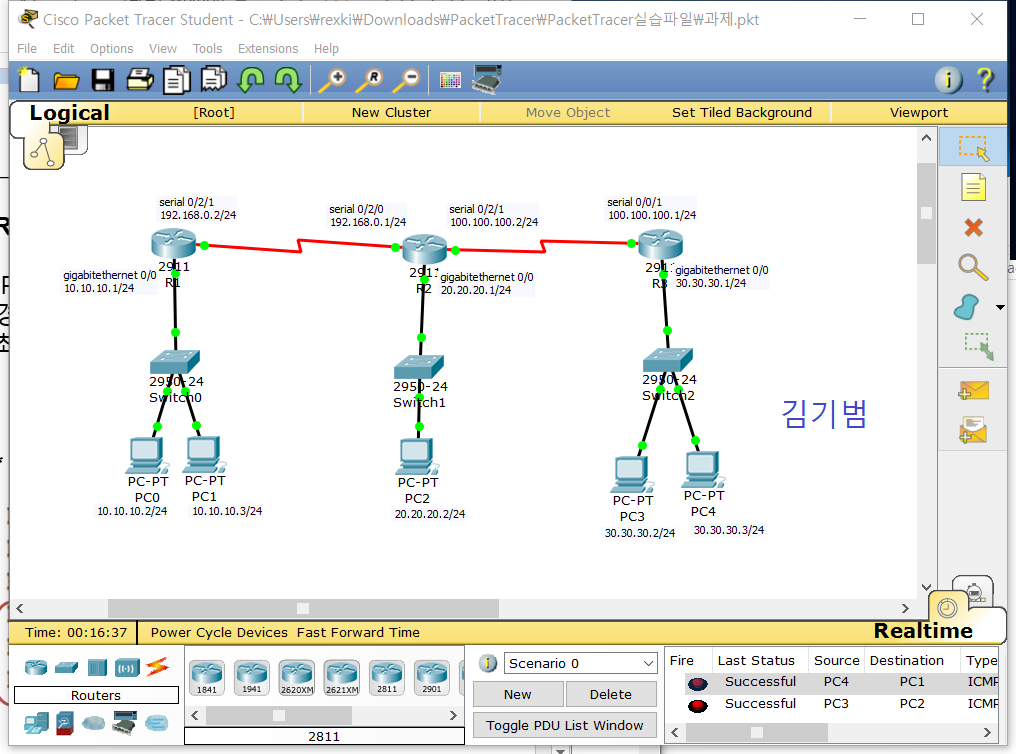 Cisco Packet Tracer Student - C:₩Users₩rexki₩Downloads₩PacketTracer₩PacketTracer실습파일₩과제.pkt
File Edit Options View Tools Extensions Help
Logical [Root] New Cluster Move Object Set Tiled Background Viewport
serial 0/2/1
192.168.0.2/24
serial 0/2/0
192.168.0.1/24
serial 0/2/1
100.100.100.2/24
serial 0/0/1
100.100.100.1/24
2911
R1
gigabitethernet 0/0
10.10.10.1/24
2911
R2
gigabitethernet 0/0
20.20.20.1/24
291
R3
gigabitethernet 0/0
30.30.30.1/24
2950-24
Switch0
2950-24
Switch1
2950-24
Switch2
김기범
PC-PT
PC0
10.10.10.2/24
PC-PT
PC1
10.10.10.3/24
PC-PT
PC2
20.20.20.2/24
PC-PT
PC3
30.30.30.2/24
PC-PT
PC4
30.30.30.3/24
Time: 00:16:37 Power Cycle Devices Fast Forward Time
Realtime
Routers
1841 1941 2620XM 2621XM 2811 2901
2811
Scenario 0
New Delete
Toggle PDU List Window
Fire Last Status Source Destination Type
Successful PC4 PC1 ICMP
Successful PC3 PC2 ICMP